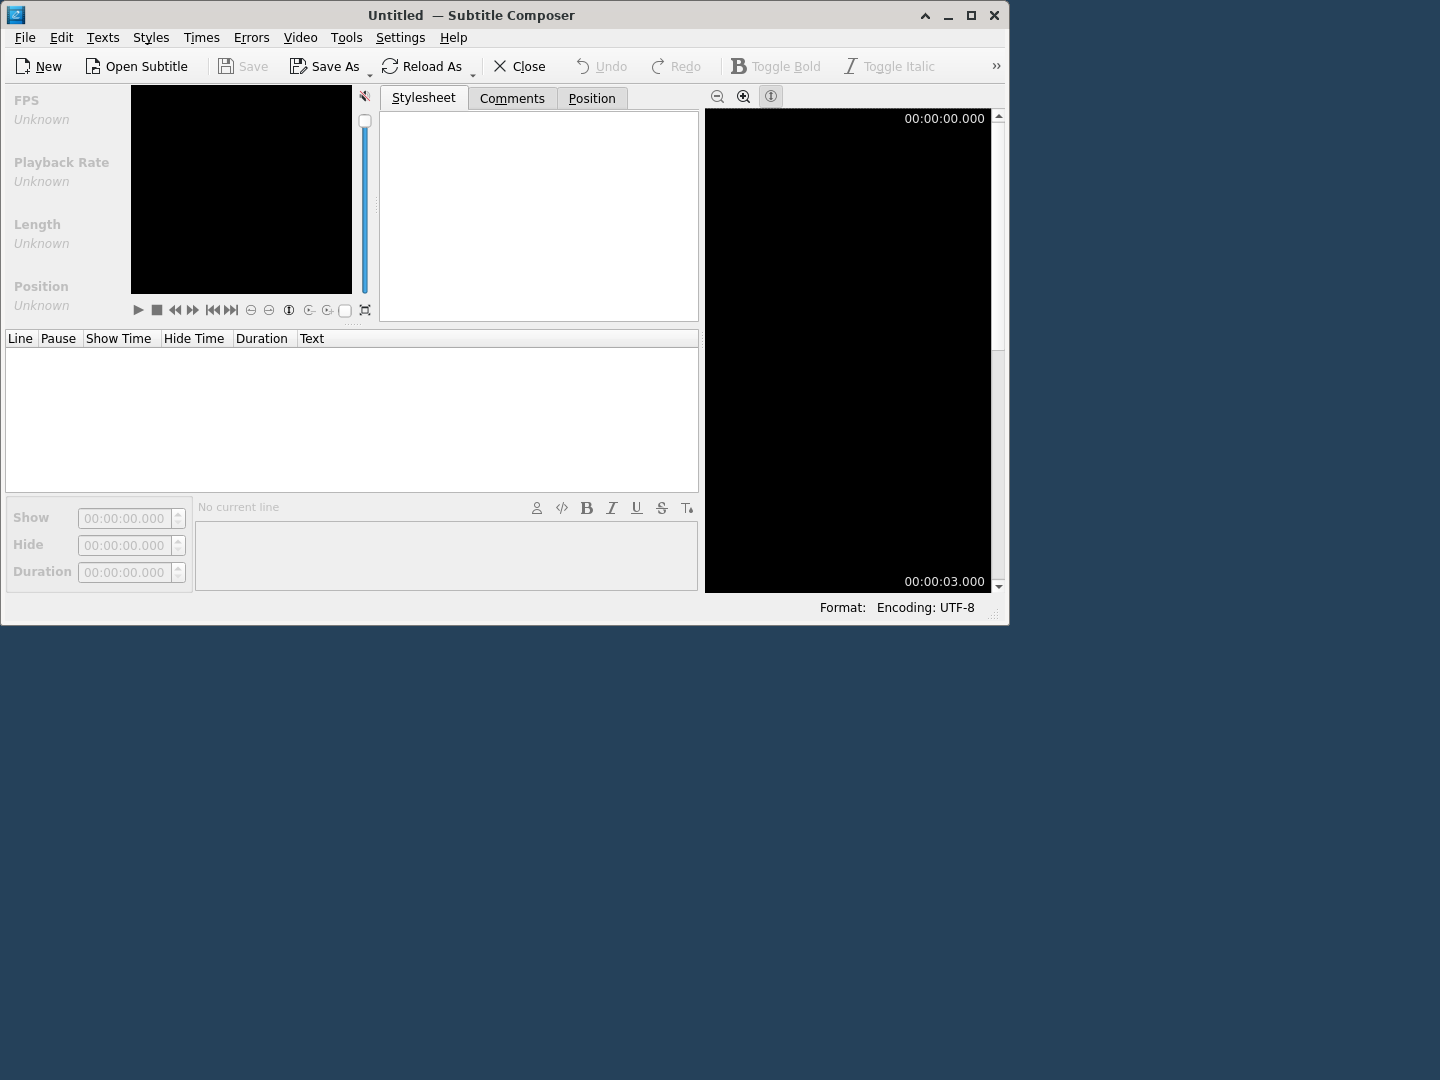 Untitled — Subtitle Composer
File Edit Texts Styles Times Errors Video Tools Settings Help
New Open Subtitle Save Save As Reload As Close Undo Redo Toggle Bold Toggle Italic »
FPS
Unknown
Playback Rate
Unknown
Length
Unknown
Position
Unknown
Stylesheet Comments Position
00:00:00.000
Line Pause Show Time Hide Time Duration Text
Show 00:00:00.000
Hide 00:00:00.000
Duration 00:00:00.000
No current line
B I U S T
00:00:03.000
Format: Encoding: UTF-8